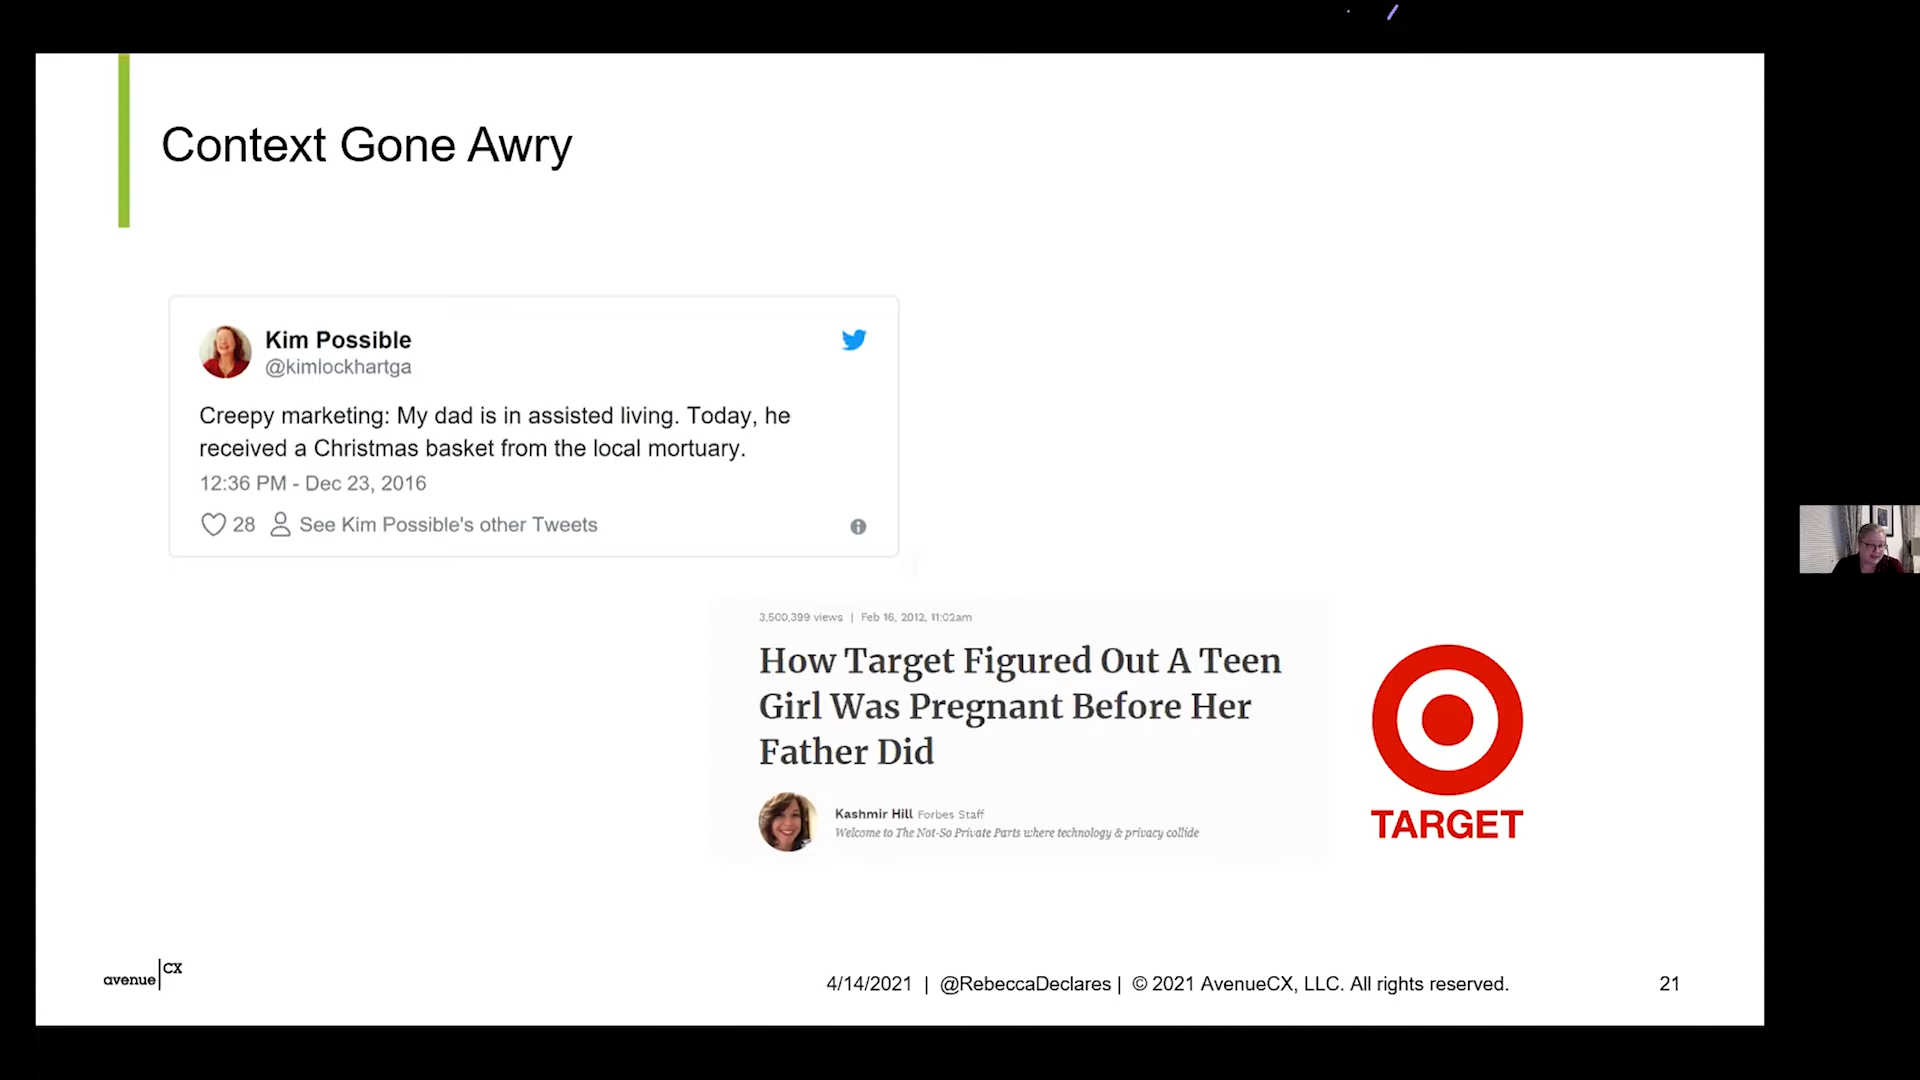 Context Gone Awry
Kim Possible
@kimlockhartga
Creepy marketing: My dad is in assisted living. Today, he
received a Christmas basket from the local mortuary.
12:36 PM - Dec 23, 2016
28 See Kim Possible's other Tweets
3,500,399 views | Feb 16, 2012, 11:02am
How Target Figured Out A Teen
Girl Was Pregnant Before Her
Father Did
Kashmir Hill Forbes Staff
Welcome to The Not-So Private Parts where technology & privacy collide
TARGET
avenue CX
4/14/2021 | @RebeccaDeclares | © 2021 AvenueCX, LLC. All rights reserved.
21